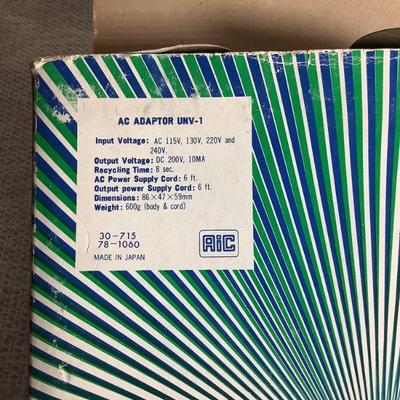 AC ADAPTOR UNV-1
Input Voltage: AC 115V, 130V, 220V and
240V.
Output Voltage: DC 200V, 10MA
Recycling Time: 8 sec.
AC Power Supply Cord: 6 ft.
Output power Supply Cord: 6 ft.
Dimensions: 86×47×59mm
Weight: 600g (body & cord)
30-715
78-1060
MADE IN JAPAN
AiC